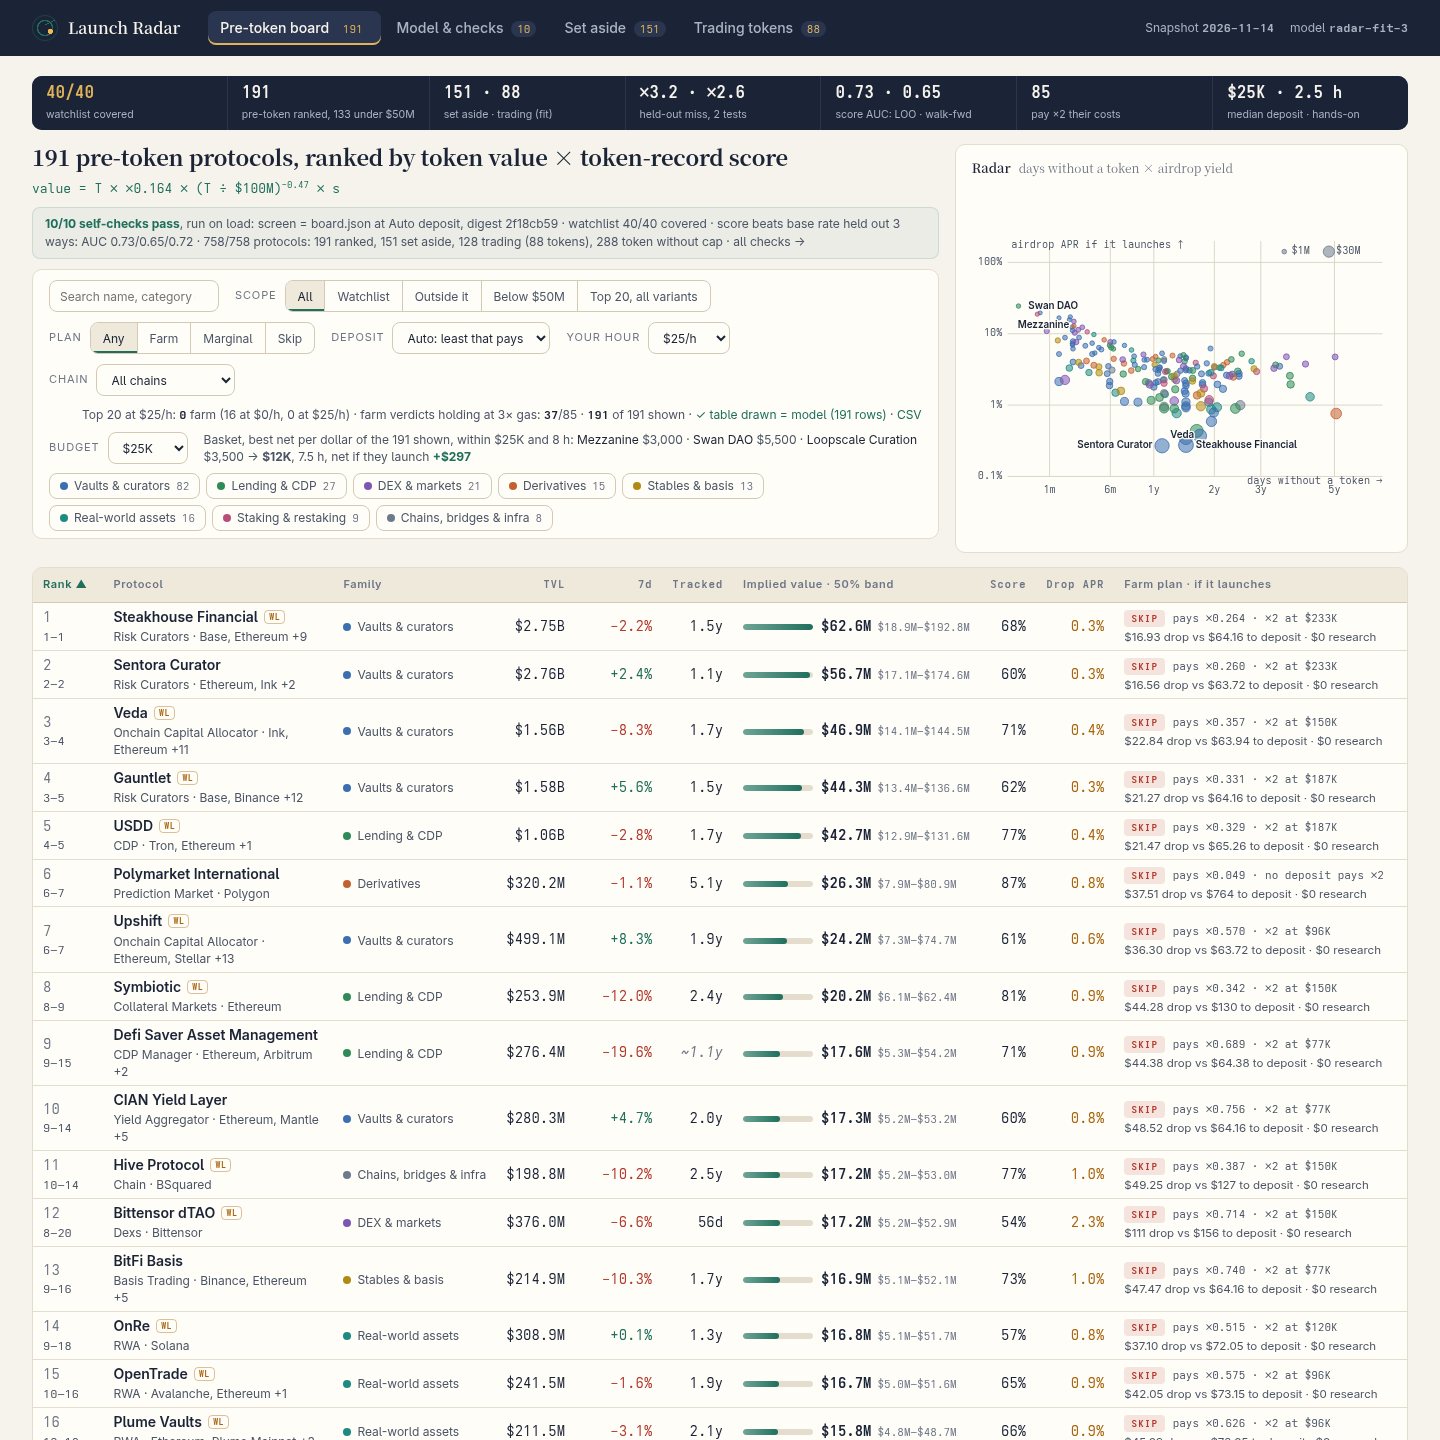 Launch Radar
Pre-token board 191
Model & checks 10
Set aside 151
Trading tokens 88
Snapshot 2026-11-14 model radar-fit-3
40/40
watchlist covered
191
pre-token ranked, 133 under $50M
151 · 88
set aside · trading (fit)
×3.2 · ×2.6
held-out miss, 2 tests
0.73 · 0.65
score AUC: LOO · walk-fwd
85
pay ×2 their costs
$25K · 2.5 h
median deposit · hands-on
191 pre-token protocols, ranked by token value × token-record score
value = T × ×0.164 × (T ÷ $100M)^−0.47 × s
10/10 self-checks pass, run on load: screen = board.json at Auto deposit, digest 2f18cb59 · watchlist 40/40 covered · score beats base rate held out 3
ways: AUC 0.73/0.65/0.72 · 758/758 protocols: 191 ranked, 151 set aside, 128 trading (88 tokens), 288 token without cap · all checks →
Search name, category
SCOPE All Watchlist Outside it Below $50M Top 20, all variants
PLAN Any Farm Marginal Skip DEPOSIT Auto: least that pays YOUR HOUR $25/h
CHAIN All chains
Top 20 at $25/h: 0 farm (16 at $0/h, 0 at $25/h) · farm verdicts holding at 3× gas: 37/85 · 191 of 191 shown · ✓ table drawn = model (191 rows) · CSV
BUDGET $25K
Basket, best net per dollar of the 191 shown, within $25K and 8 h: Mezzanine $3,000 · Swan DAO $5,500 · Loopscale Curation
$3,500 → $12K, 7.5 h, net if they launch +$297
Vaults & curators 82
Lending & CDP 27
DEX & markets 21
Derivatives 15
Stables & basis 13
Real-world assets 16
Staking & restaking 9
Chains, bridges & infra 8
Radar days without a token × airdrop yield
airdrop APR if it launches ↑
$1M $30M
100%
10%
1%
0.1%
Swan DAO
Mezzanine
Veda
Sentora Curator
Steakhouse Financial
days without a token →
1m 6m 1y 2y 3y 5y
Rank ▲ Protocol Family TVL 7d Tracked Implied value · 50% band Score Drop APR Farm plan · if it launches
1 Steakhouse Financial WL Vaults & curators $2.75B −2.2% 1.5y $62.6M $18.9M–$192.8M 68% 0.3% SKIP pays ×0.264 · ×2 at $233K
1–1 Risk Curators · Base, Ethereum +9 $16.93 drop vs $64.16 to deposit · $0 research
2 Sentora Curator Vaults & curators $2.76B +2.4% 1.1y $56.7M $17.1M–$174.6M 60% 0.3% SKIP pays ×0.260 · ×2 at $233K
2–2 Risk Curators · Ethereum, Ink +2 $16.56 drop vs $63.72 to deposit · $0 research
3 Veda WL Vaults & curators $1.56B −8.3% 1.7y $46.9M $14.1M–$144.5M 71% 0.4% SKIP pays ×0.357 · ×2 at $150K
3–4 Onchain Capital Allocator · Ink, $22.84 drop vs $63.94 to deposit · $0 research
Ethereum +11
4 Gauntlet WL Vaults & curators $1.58B +5.6% 1.5y $44.3M $13.4M–$136.6M 62% 0.3% SKIP pays ×0.331 · ×2 at $187K
3–5 Risk Curators · Base, Binance +12 $21.27 drop vs $64.16 to deposit · $0 research
5 USDD WL Lending & CDP $1.06B −2.8% 1.7y $42.7M $12.9M–$131.6M 77% 0.4% SKIP pays ×0.329 · ×2 at $187K
4–5 CDP · Tron, Ethereum +1 $21.47 drop vs $65.26 to deposit · $0 research
6 Polymarket International Derivatives $320.2M −1.1% 5.1y $26.3M $7.9M–$80.9M 87% 0.8% SKIP pays ×0.049 · no deposit pays ×2
6–7 Prediction Market · Polygon $37.51 drop vs $764 to deposit · $0 research
7 Upshift WL Vaults & curators $499.1M +8.3% 1.9y $24.2M $7.3M–$74.7M 61% 0.6% SKIP pays ×0.570 · ×2 at $96K
6–7 Onchain Capital Allocator · $36.30 drop vs $63.72 to deposit · $0 research
Ethereum, Stellar +13
8 Symbiotic WL Lending & CDP $253.9M −12.0% 2.4y $20.2M $6.1M–$62.4M 81% 0.9% SKIP pays ×0.342 · ×2 at $150K
8–9 Collateral Markets · Ethereum $44.28 drop vs $130 to deposit · $0 research
9 Defi Saver Asset Management Lending & CDP $276.4M −19.6% ~1.1y $17.6M $5.3M–$54.2M 71% 0.9% SKIP pays ×0.689 · ×2 at $77K
9–15 CDP Manager · Ethereum, Arbitrum $44.38 drop vs $64.38 to deposit · $0 research
+2
10 CIAN Yield Layer Vaults & curators $280.3M +4.7% 2.0y $17.3M $5.2M–$53.2M 60% 0.8% SKIP pays ×0.756 · ×2 at $77K
9–14 Yield Aggregator · Ethereum, Mantle $48.52 drop vs $64.16 to deposit · $0 research
+5
11 Hive Protocol WL Chains, bridges & infra $198.8M −10.2% 2.5y $17.2M $5.2M–$53.0M 77% 1.0% SKIP pays ×0.387 · ×2 at $150K
10–14 Chain · BSquared $49.25 drop vs $127 to deposit · $0 research
12 Bittensor dTAO WL DEX & markets $376.0M −6.6% 56d $17.2M $5.2M–$52.9M 54% 2.3% SKIP pays ×0.714 · ×2 at $150K
8–20 Dexs · Bittensor $111 drop vs $156 to deposit · $0 research
13 BitFi Basis Stables & basis $214.9M −10.3% 1.7y $16.9M $5.1M–$52.1M 73% 1.0% SKIP pays ×0.740 · ×2 at $77K
9–16 Basis Trading · Binance, Ethereum $47.47 drop vs $64.16 to deposit · $0 research
+5
14 OnRe WL Real-world assets $308.9M +0.1% 1.3y $16.8M $5.1M–$51.7M 57% 0.8% SKIP pays ×0.515 · ×2 at $120K
9–18 RWA · Solana $37.10 drop vs $72.05 to deposit · $0 research
15 OpenTrade WL Real-world assets $241.5M −1.6% 1.9y $16.7M $5.0M–$51.6M 65% 0.9% SKIP pays ×0.575 · ×2 at $96K
10–16 RWA · Avalanche, Ethereum +1 $42.05 drop vs $73.15 to deposit · $0 research
16 Plume Vaults WL Real-world assets $211.5M −3.1% 2.1y $15.8M $4.8M–$48.7M 66% 0.9% SKIP pays ×0.626 · ×2 at $96K